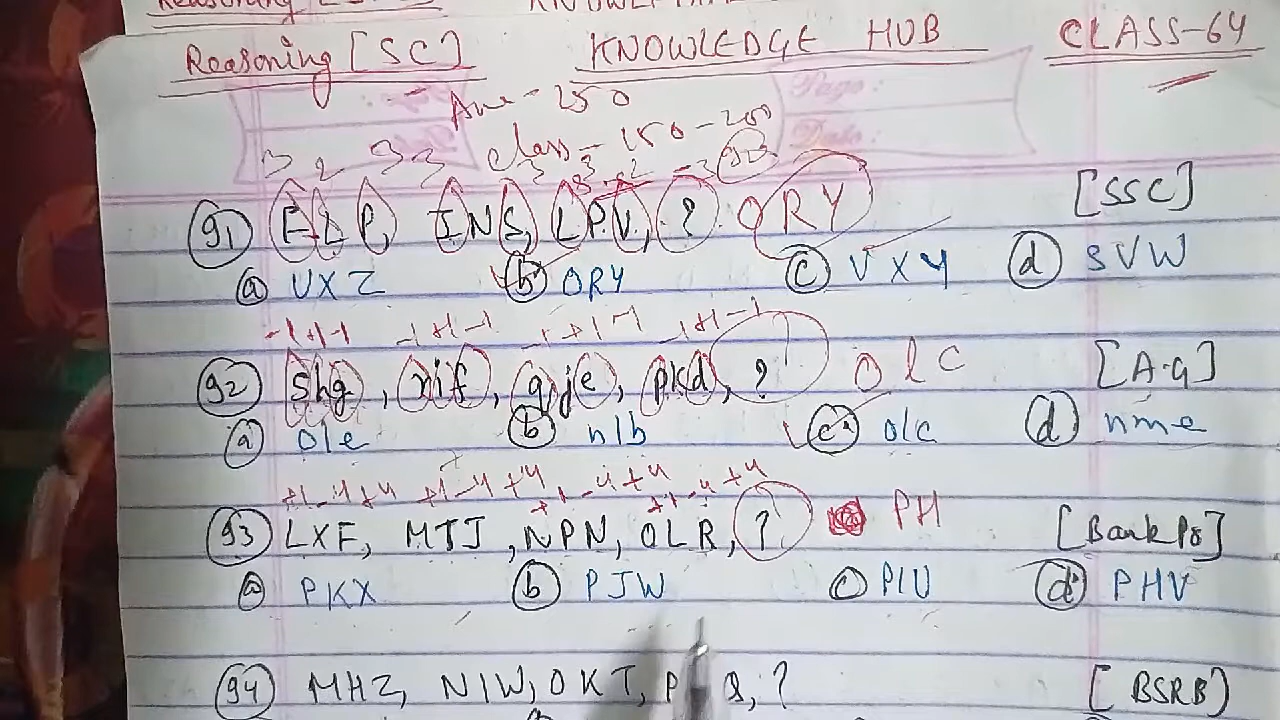 Reasoning [SC] KNOWLEDGE HUB CLASS-64
Ans - 250
Class - 150 - 200
Page :
91 FLP, INS, LPV, ? ORY [SSC]
a UXZ b ORY c VXY d SVW
-1+1-1 -1+1-1 -1+1-1 -1+1-1
92 shg, rif, qje, pkd, ? olc [A.G]
a ole b nlb c olc d nme
+1-4+4 +1-4+4 +1-4+4 +1-4+4
93 LXF, MTJ, NPN, OLR, ? PH [Bank PO]
a PKX b PJW c PIU d PHV
94 MHZ, NIW, OKT, P Q, ? [BSRB]